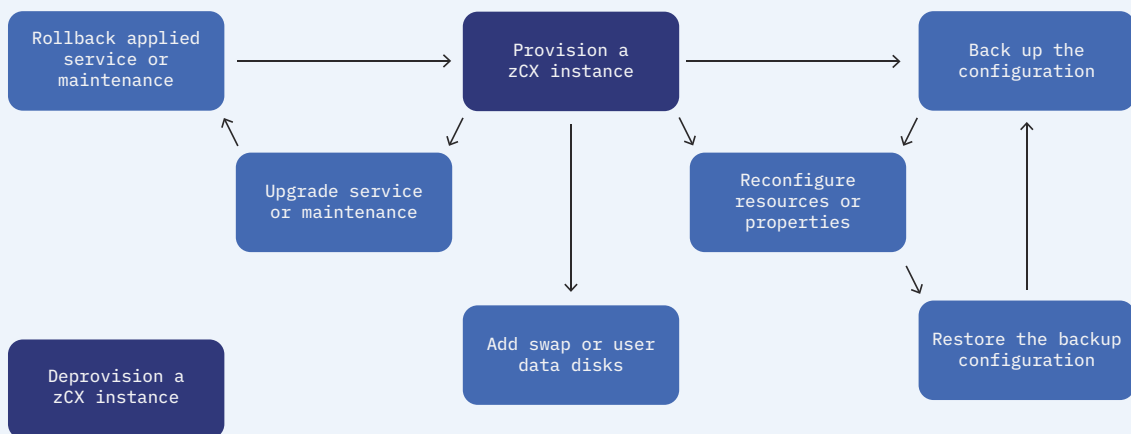 Rollback applied
service or
maintenance
Provision a
zCX instance
Back up the
configuration
Upgrade service
or maintenance
Reconfigure
resources or
properties
Add swap or user
data disks
Restore the backup
configuration
Deprovision a
zCX instance